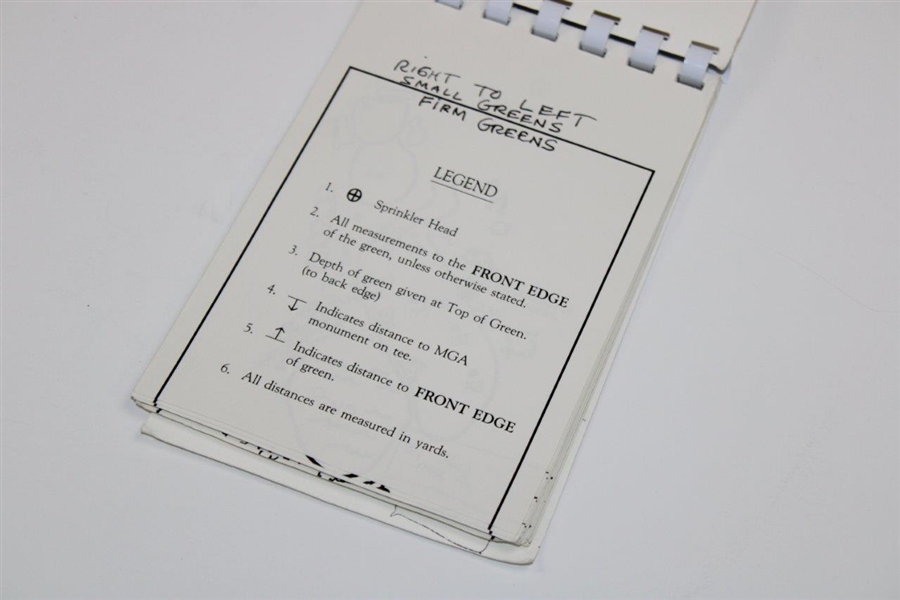 RIGHT TO LEFT
SMALL GREENS
FIRM GREENS
LEGEND
1. Sprinkler Head
2. All measurements to the FRONT EDGE
of the green, unless otherwise stated.
3. Depth of green given at Top of Green.
(to back edge)
4. Indicates distance to MGA
monument on tee.
5. Indicates distance to FRONT EDGE
of green.
6. All distances are measured in yards.